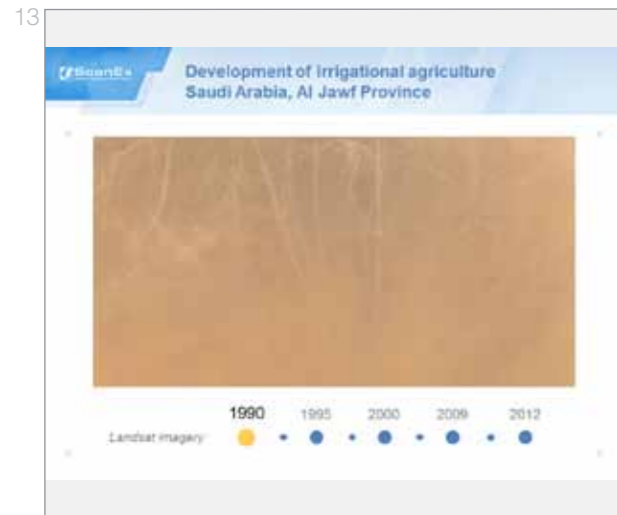 13
ScanEx
Development of irrigational agriculture
Saudi Arabia, Al Jawf Province
1990 1995 2000 2009 2012
Landsat imagery